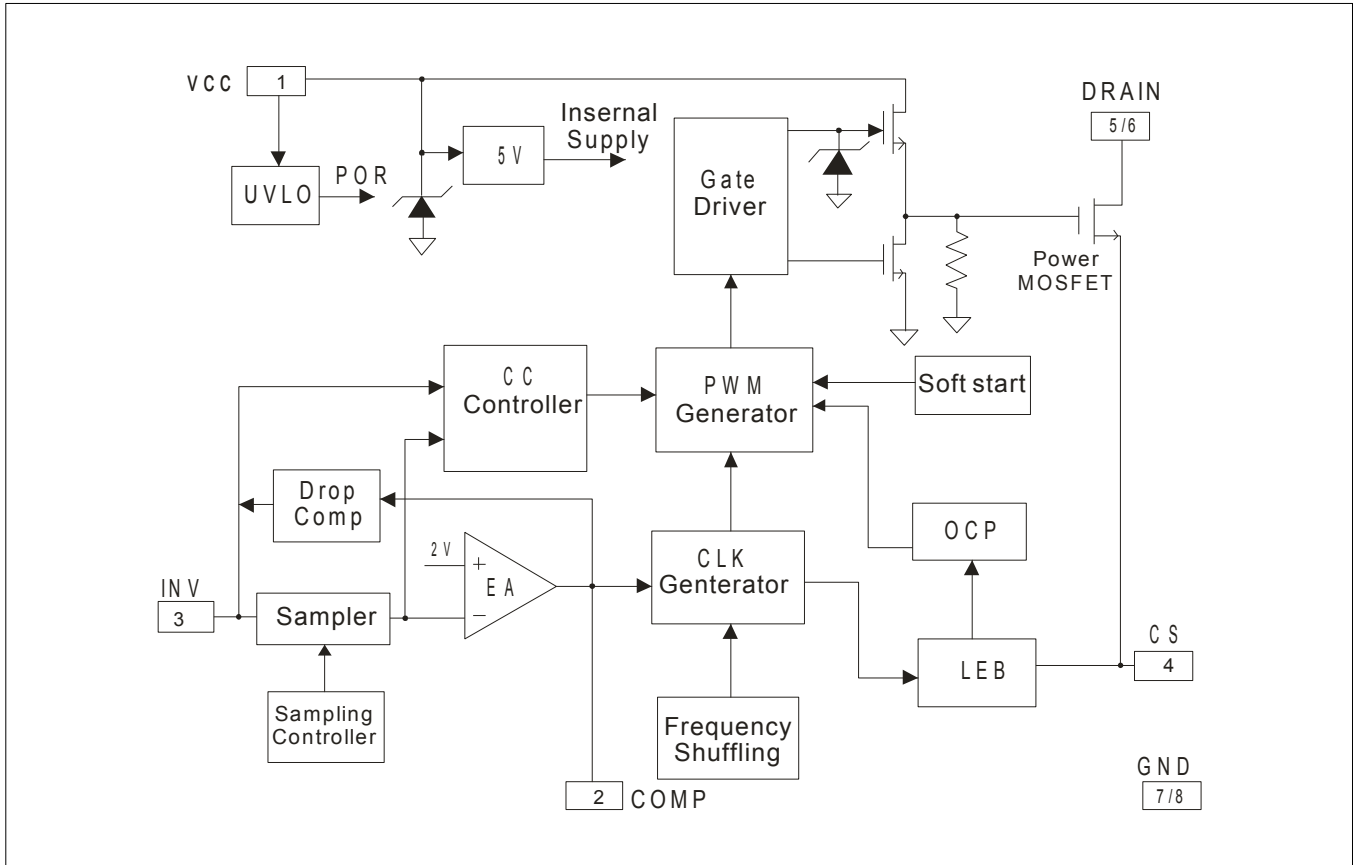 VCC
1
UVLO
POR
5V
Insernal
Supply
Gate
Driver
DRAIN
5/6
Power
MOSFET
CC
Controller
PWM
Generator
Soft start
Drop
Comp
2V
+
EA
−
CLK
Genterator
OCP
INV
3
Sampler
LEB
CS
4
Sampling
Controller
Frequency
Shuffling
2
COMP
GND
7/8